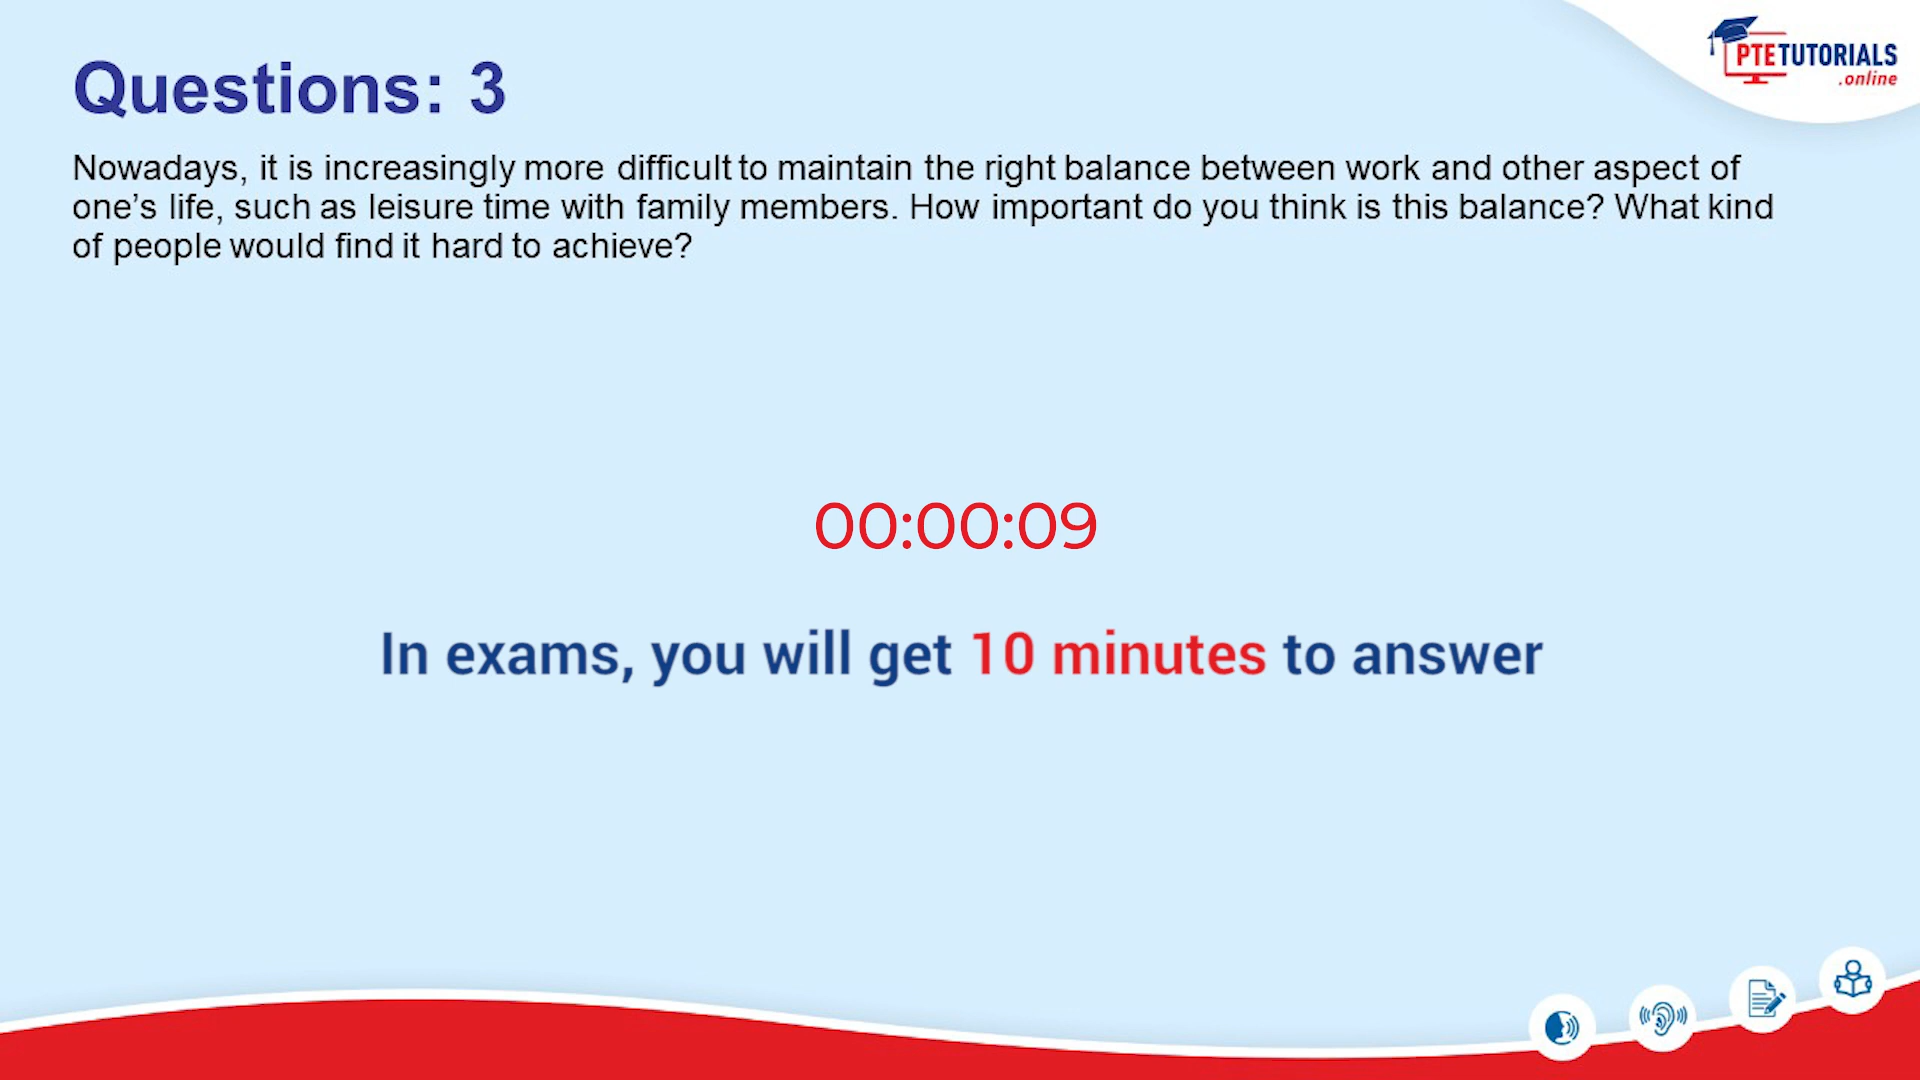 PTETUTORIALS
.online
Questions: 3
Nowadays, it is increasingly more difficult to maintain the right balance between work and other aspect of
one’s life, such as leisure time with family members. How important do you think is this balance? What kind
of people would find it hard to achieve?
00:00:09
In exams, you will get 10 minutes to answer